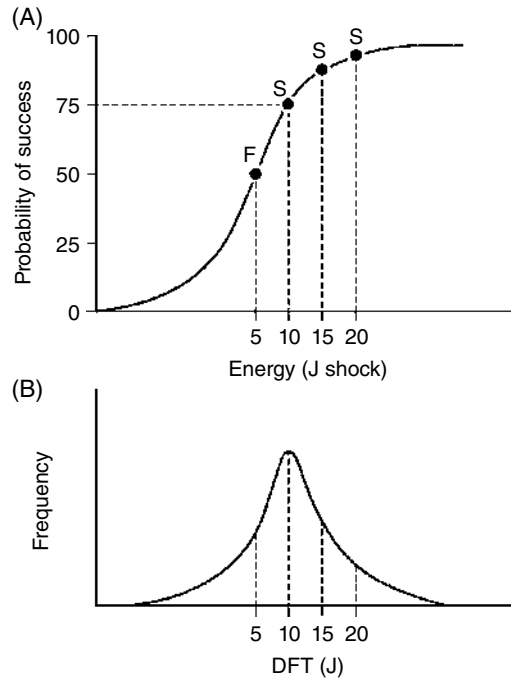 (A)
100
75
50
25
0
Probability of success
F
S
S
S
5 10 15 20
Energy (J shock)
(B)
Frequency
5 10 15 20
DFT (J)